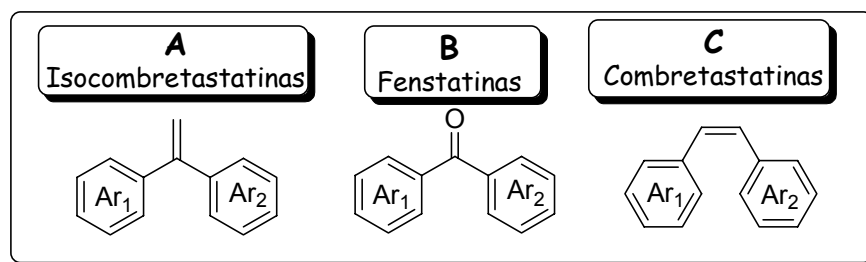 A
Isocombretastatinas
B
Fenstatinas
C
Combretastatinas
O
Ar1
Ar2
Ar1
Ar2
Ar1
Ar2